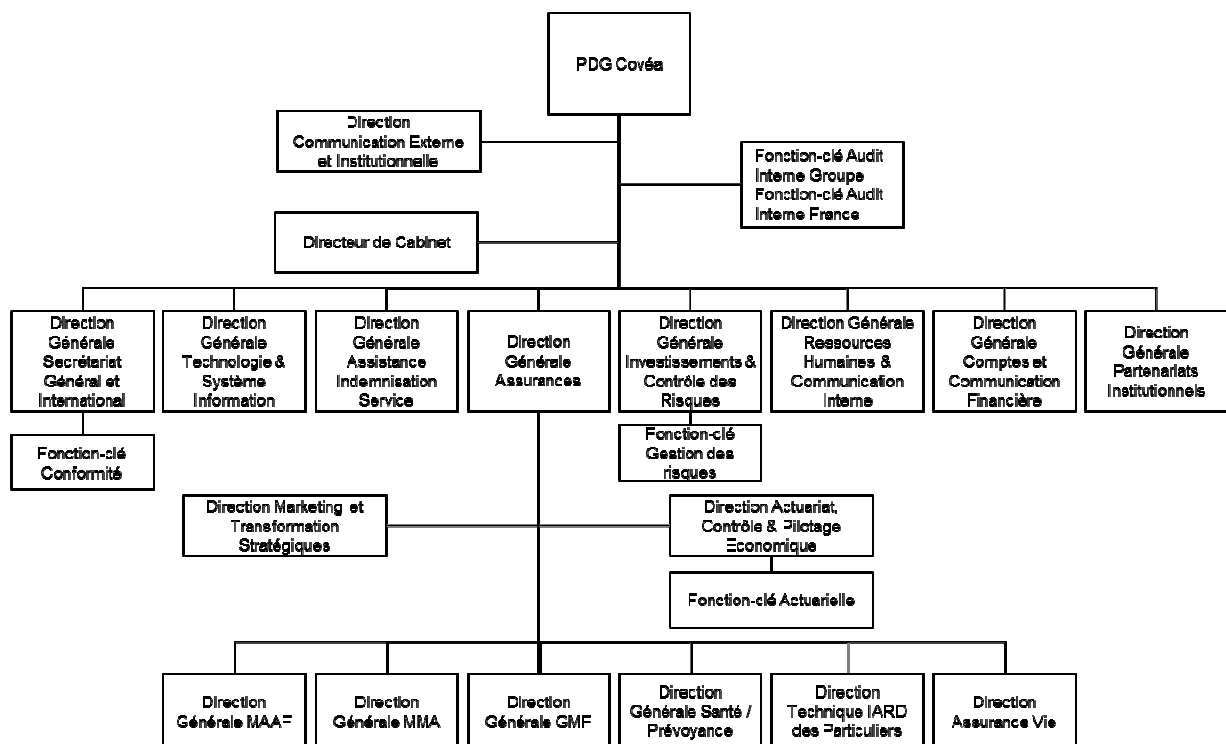 PDG Covéa
Direction
Communication Externe
et Institutionnelle
Fonction-clé Audit
Interne Groupe
Fonction-clé Audit
Interne France
Directeur de Cabinet
Direction
Générale
Secrétariat
Général et
International
Direction
Générale
Technologie &
Système
Information
Direction
Générale
Assistance
Indemnisation
Service
Direction
Générale
Assurances
Direction
Générale
Investissements &
Contrôle des
Risques
Direction Générale
Ressources
Humaines &
Communication
Interne
Direction
Générale
Comptes et
Communication
Financière
Direction
Générale
Partenariats
Institutionnels
Fonction-clé
Conformité
Fonction-clé
Gestion des
risques
Direction Marketing et
Transformation
Stratégiques
Direction Actuariat,
Contrôle & Pilotage
Economique
Fonction-clé Actuarielle
Direction
Générale MAAF
Direction
Générale MMA
Direction
Générale GMF
Direction
Générale Santé /
Prévoyance
Direction
Technique IARD
des Particuliers
Direction
Assurance Vie